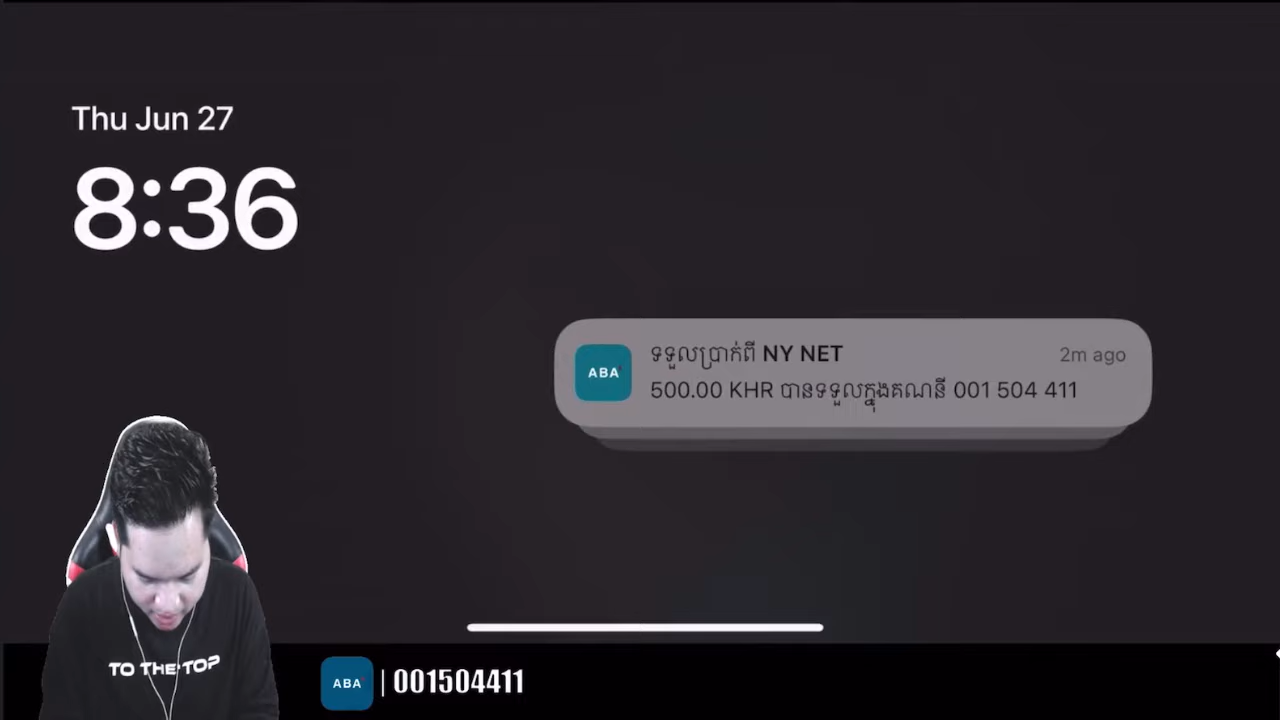 Thu Jun 27
8:36
ទទួលប្រាក់ពី NY NET
2m ago
ABA
500.00 KHR បានទទួលក្នុងគណនី 001 504 411
TO THE TOP
ABA | 001504411